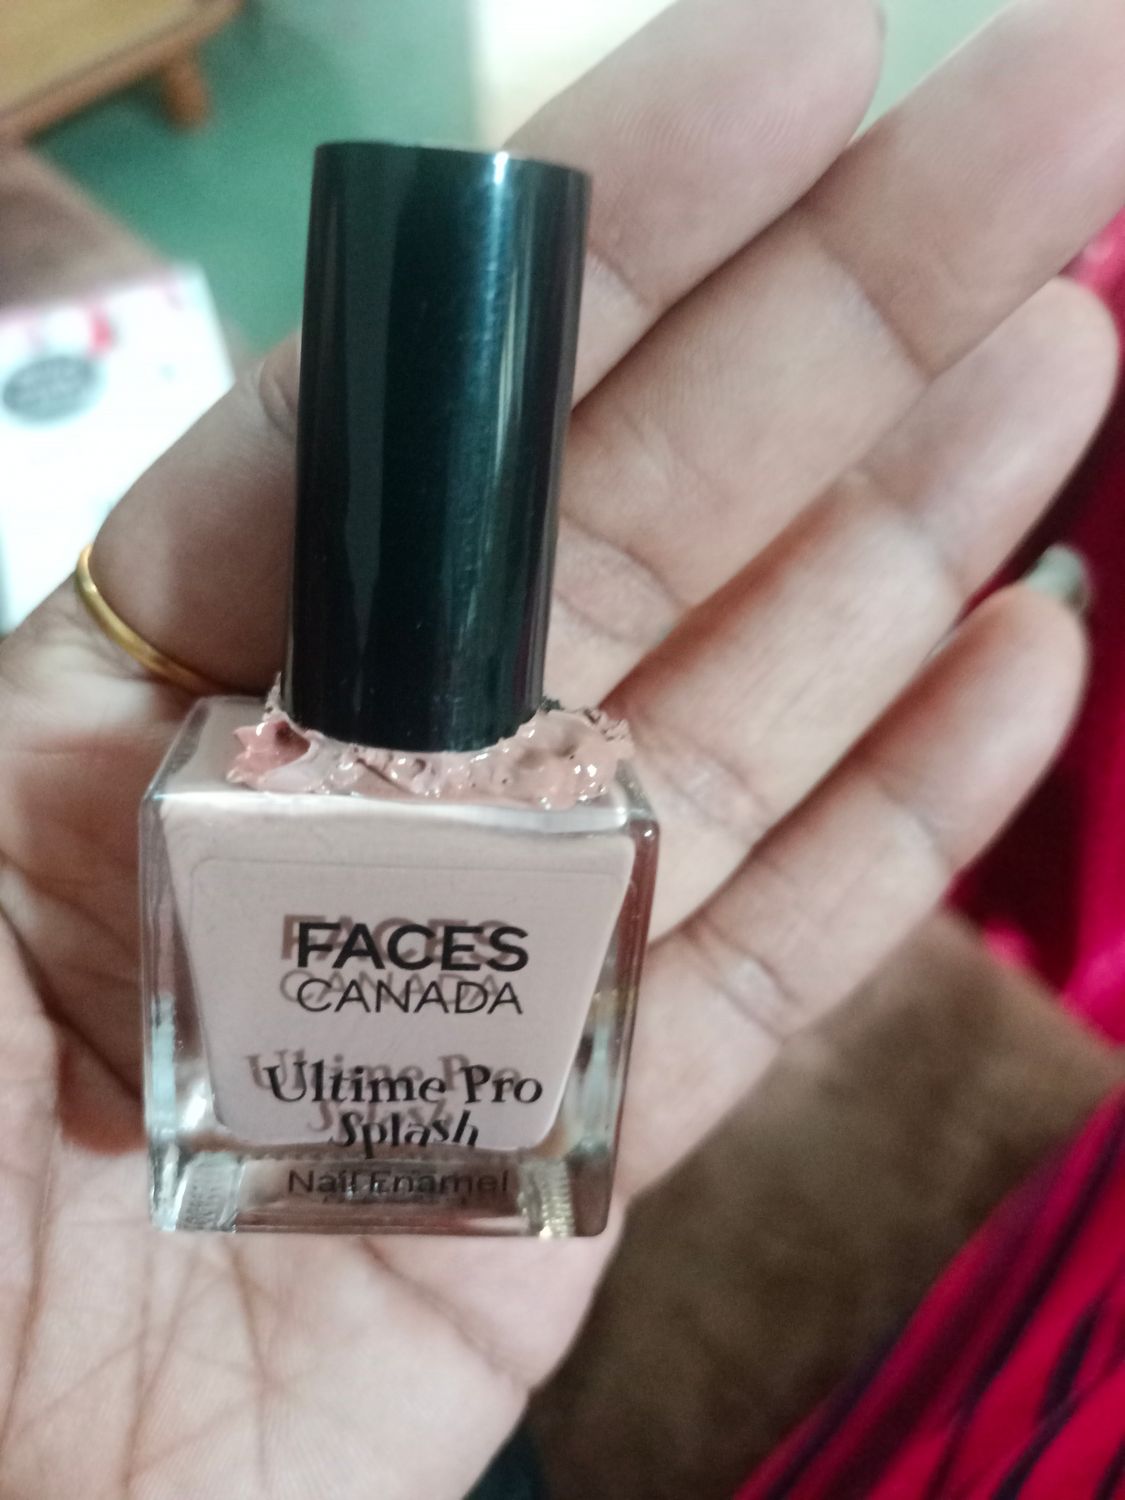 FACES
CANADA
Ultime Pro
Splash
Nail Enamel